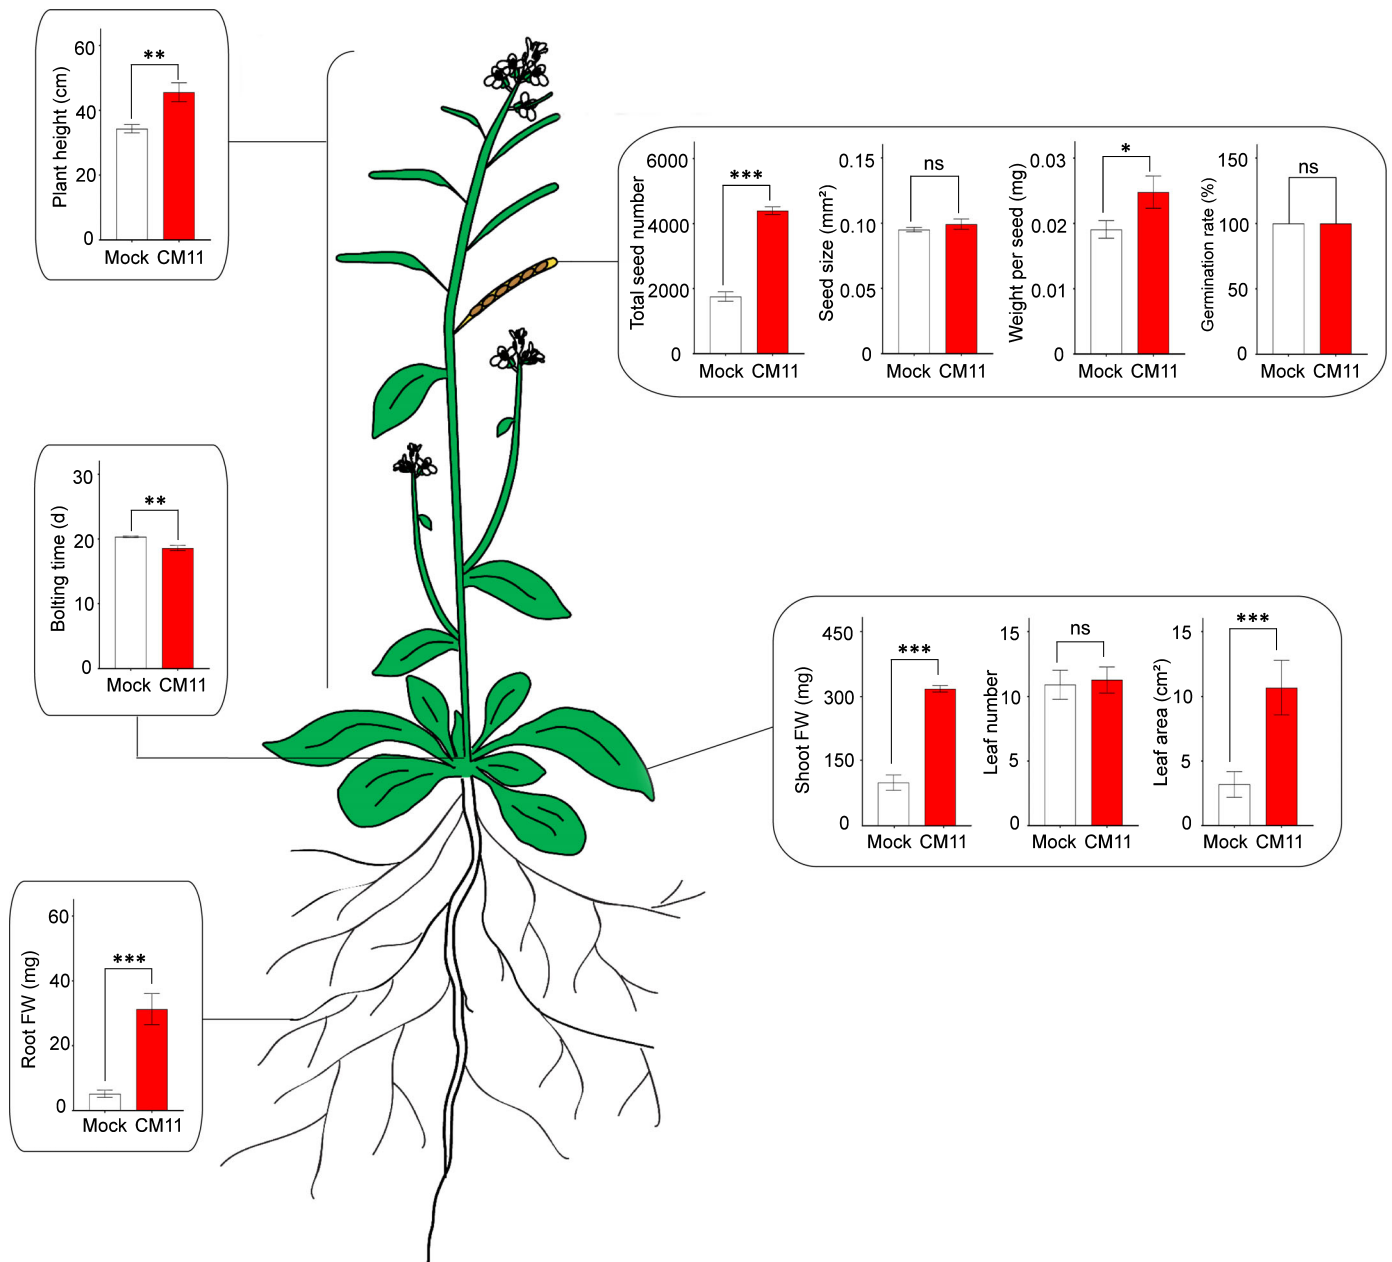 Plant height (cm)
60
40
20
0
**
Mock CM11
Total seed number
6000
4000
2000
0
***
Mock CM11
Seed size (mm²)
0.15
0.10
0.05
0
ns
Mock CM11
Weight per seed (mg)
0.03
0.02
0.01
0
*
Mock CM11
Germination rate (%)
150
100
50
0
ns
Mock CM11
Bolting time (d)
30
20
10
0
**
Mock CM11
Shoot FW (mg)
450
300
150
0
***
Mock CM11
Leaf number
15
10
5
0
ns
Mock CM11
Leaf area (cm²)
15
10
5
0
***
Mock CM11
Root FW (mg)
60
40
20
0
***
Mock CM11